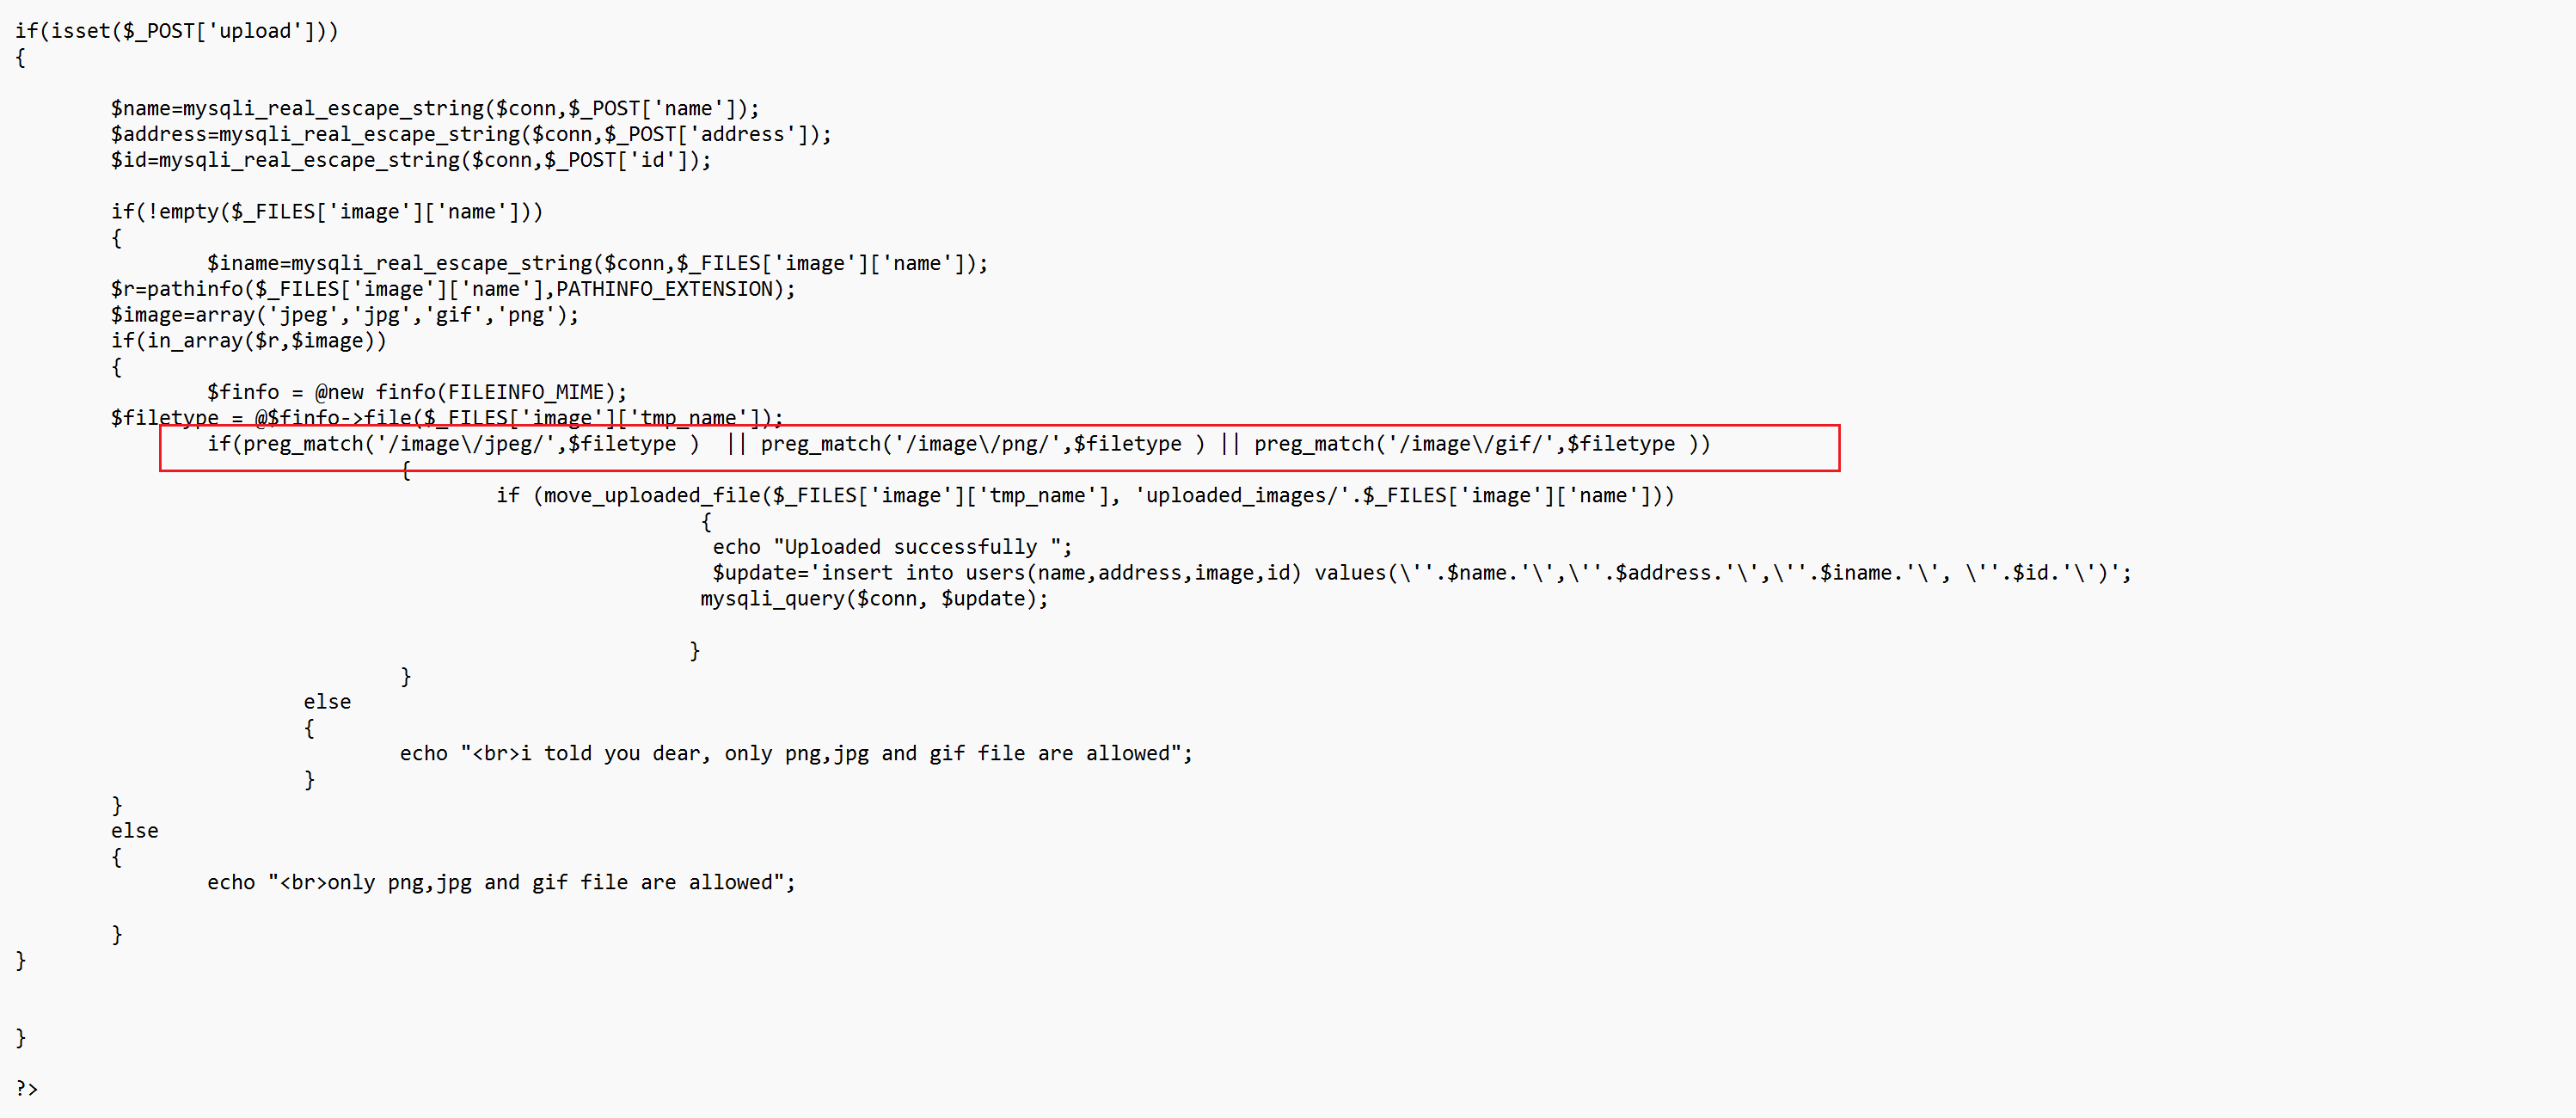 if(isset($_POST['upload']))
{
$name=mysqli_real_escape_string($conn,$_POST['name']);
$address=mysqli_real_escape_string($conn,$_POST['address']);
$id=mysqli_real_escape_string($conn,$_POST['id']);
if(!empty($_FILES['image']['name']))
{
$iname=mysqli_real_escape_string($conn,$_FILES['image']['name']);
$r=pathinfo($_FILES['image']['name'],PATHINFO_EXTENSION);
$image=array('jpeg','jpg','gif','png');
if(in_array($r,$image))
{
$finfo = @new finfo(FILEINFO_MIME);
$filetype = @$finfo->file($_FILES['image']['tmp_name']);
if(preg_match('/image\/jpeg/',$filetype )  || preg_match('/image\/png/',$filetype ) || preg_match('/image\/gif/',$filetype ))
{
if (move_uploaded_file($_FILES['image']['tmp_name'], 'uploaded_images/'.$_FILES['image']['name']))
{
echo "Uploaded successfully ";
$update='insert into users(name,address,image,id) values(\''.$name.'\',\''.$address.'\',\''.$iname.'\', \''.$id.'\')';
mysqli_query($conn, $update);
}
}
else
{
echo "<br>i told you dear, only png,jpg and gif file are allowed";
}
}
else
{
echo "<br>only png,jpg and gif file are allowed";
}
}
}
?>